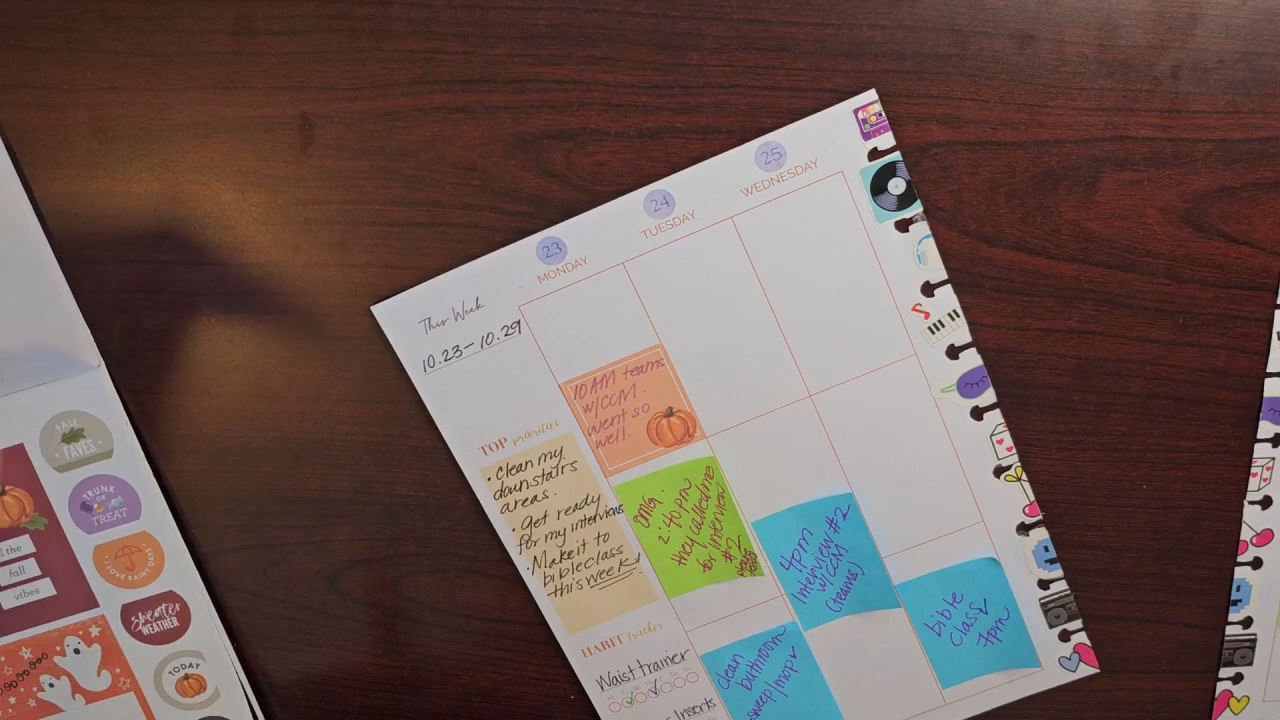 23
MONDAY
24
TUESDAY
25
WEDNESDAY
This Week
10.23-10.29
TOP priorities
• Clean my
downstairs
areas.
• get ready
for my interviews
• Make it to
bible class
this week!
HABIT tracker
Waist trainer
Inserts
10AM teams
w/CCM.
went so
well.
OMG.
2:40pm
they called me
for interview
#2
4pm
Interview #2
w/CCM
(teams)
clean
bathroom
sweep/mop ✓
bible
class ✓
7pm
FALL
FAVES
TRUNK
OR
TREAT
I LOVE RAINY DAYS
Sweater
WEATHER
TODAY
fall
vibes